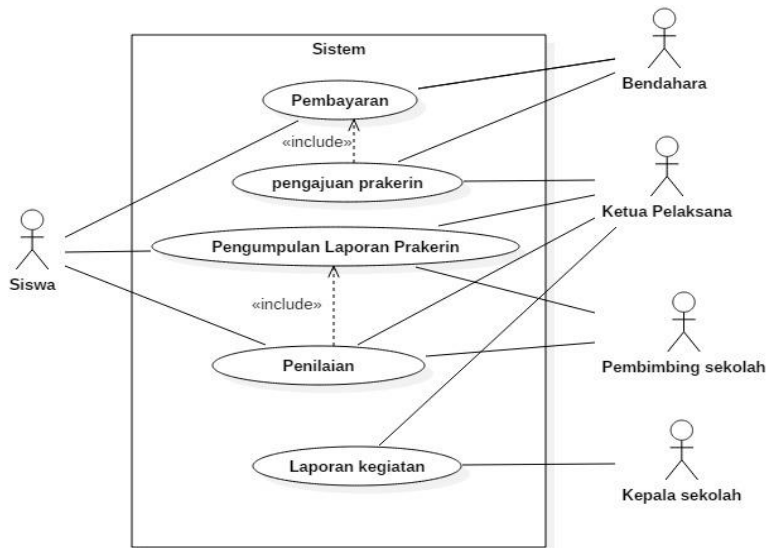 Sistem
Bendahara
Pembayaran
«include»
pengajuan prakerin
Ketua Pelaksana
Siswa
Pengumpulan Laporan Prakerin
«include»
Penilaian
Pembimbing sekolah
Laporan kegiatan
Kepala sekolah